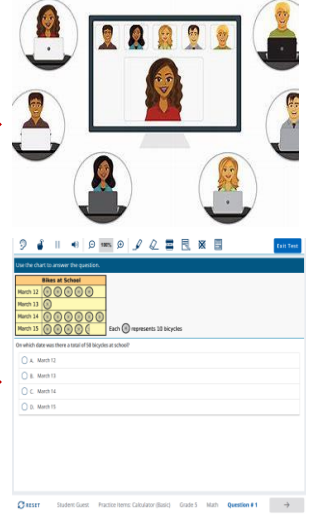 100%
Exit Test
Use the chart to answer the question.
Bikes at School
March 12
March 13
March 14
March 15
Each represents 10 bicycles
On which date was there a total of 50 bicycles at school?
A. March 12
B. March 13
C. March 14
D. March 15
RESET Student Guest Practice Items: Calculator (Basic) Grade 5 Math Question # 1